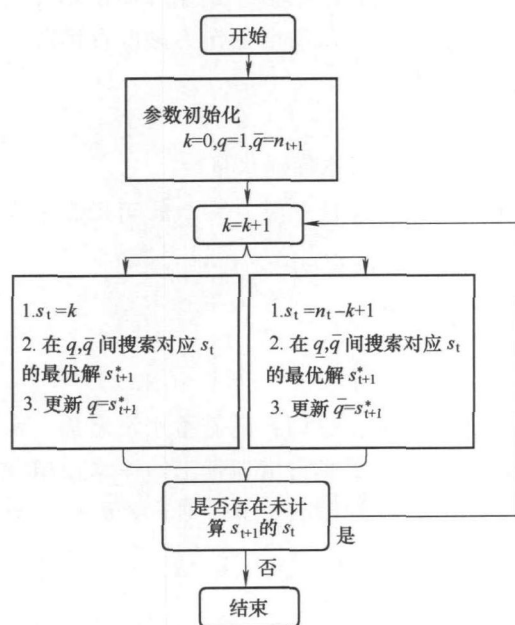 开始
参数初始化
k=0,q=1,q̄=n_{t+1}
k=k+1
1.s_t=k
2. 在 q̲,q̄ 间搜索对应 s_t
的最优解 s*_{t+1}
3. 更新 q̲=s*_{t+1}
1.s_t=n_t-k+1
2. 在 q̲,q̄ 间搜索对应 s_t
的最优解 s*_{t+1}
3. 更新 q̄=s*_{t+1}
是否存在未计
算 s_{t+1}的 s_t
是
否
结束